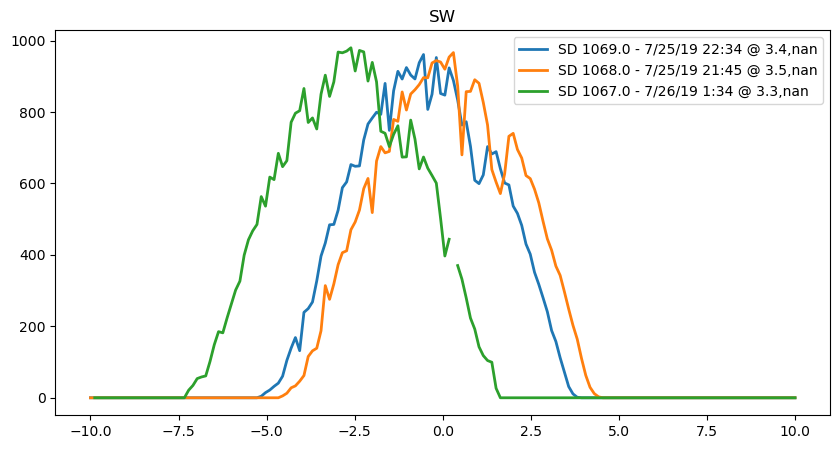 SW
SD 1069.0 - 7/25/19 22:34 @ 3.4,nan
SD 1068.0 - 7/25/19 21:45 @ 3.5,nan
SD 1067.0 - 7/26/19 1:34 @ 3.3,nan
1000
800
600
400
200
0
−10.0 −7.5 −5.0 −2.5 0.0 2.5 5.0 7.5 10.0